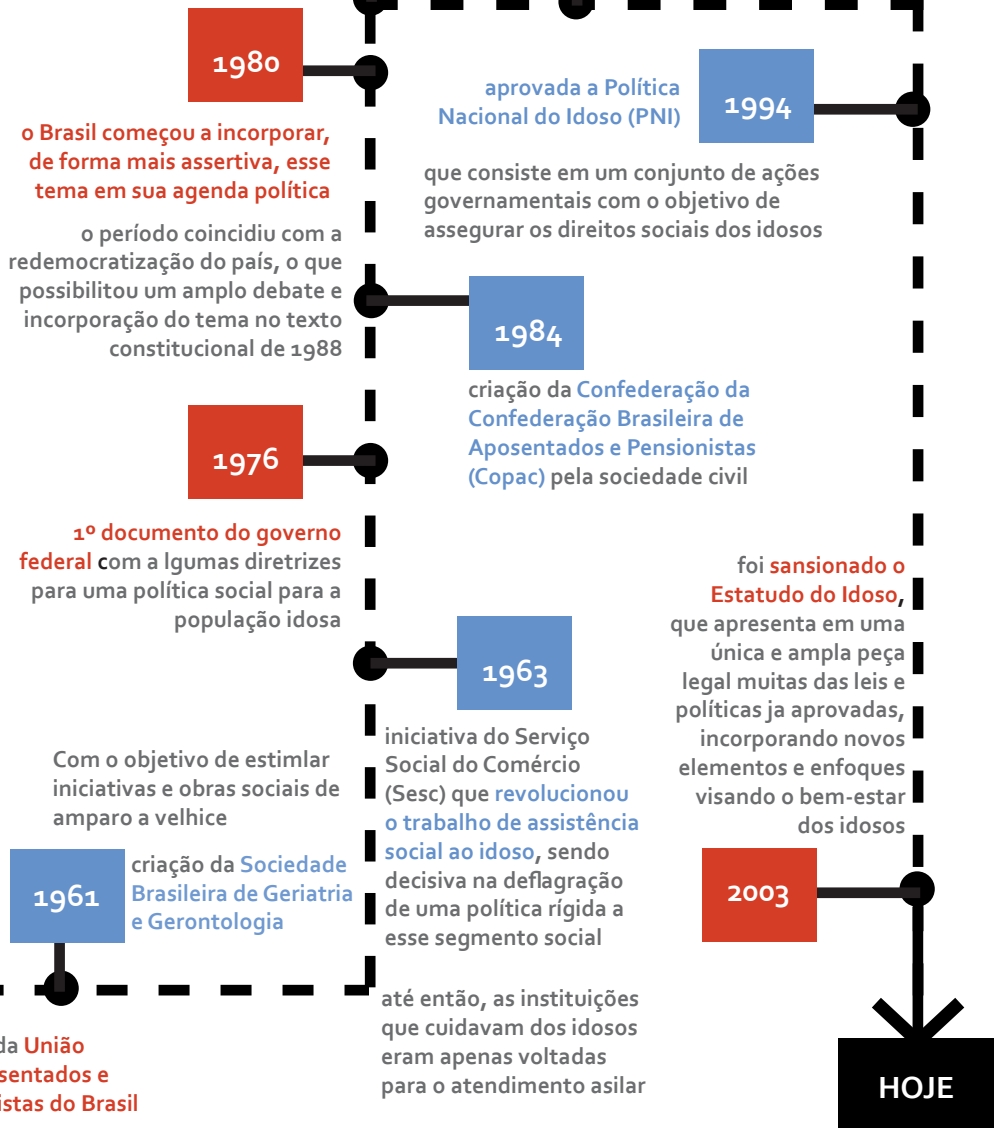 1980
o Brasil começou a incorporar,
de forma mais assertiva, esse
tema em sua agenda política
o período coincidiu com a
redemocratização do país, o que
possibilitou um amplo debate e
incorporação do tema no texto
constitucional de 1988
aprovada a Política
Nacional do Idoso (PNI)
1994
que consiste em um conjunto de ações
governamentais com o objetivo de
assegurar os direitos sociais dos idosos
1984
criação da Confederação da
Confederação Brasileira de
Aposentados e Pensionistas
(Copac) pela sociedade civil
1976
1º documento do governo
federal com a lgumas diretrizes
para uma política social para a
população idosa
1963
iniciativa do Serviço
Social do Comércio
(Sesc) que revolucionou
o trabalho de assistência
social ao idoso, sendo
decisiva na deflagração
de uma política rígida a
esse segmento social
até então, as instituições
que cuidavam dos idosos
eram apenas voltadas
para o atendimento asilar
Com o objetivo de estimlar
iniciativas e obras sociais de
amparo a velhice
1961
criação da Sociedade
Brasileira de Geriatria
e Gerontologia
da União
sentados e
istas do Brasil
foi sansionado o
Estatudo do Idoso,
que apresenta em uma
única e ampla peça
legal muitas das leis e
políticas ja aprovadas,
incorporando novos
elementos e enfoques
visando o bem-estar
dos idosos
2003
HOJE